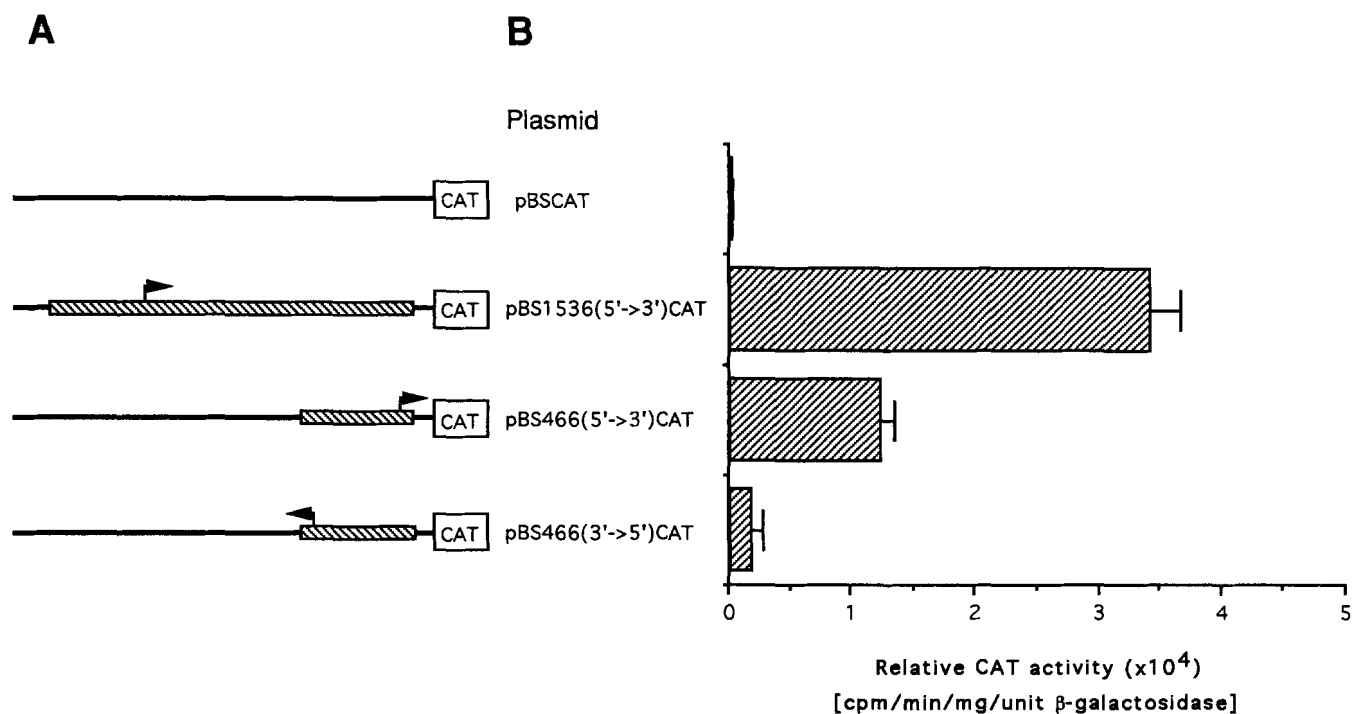 A
B
Plasmid
CAT pBSCAT
CAT pBS1536(5'->3')CAT
CAT pBS466(5'->3')CAT
CAT pBS466(3'->5')CAT
0 1 2 3 4 5
Relative CAT activity (x10⁴)
[cpm/min/mg/unit β-galactosidase]